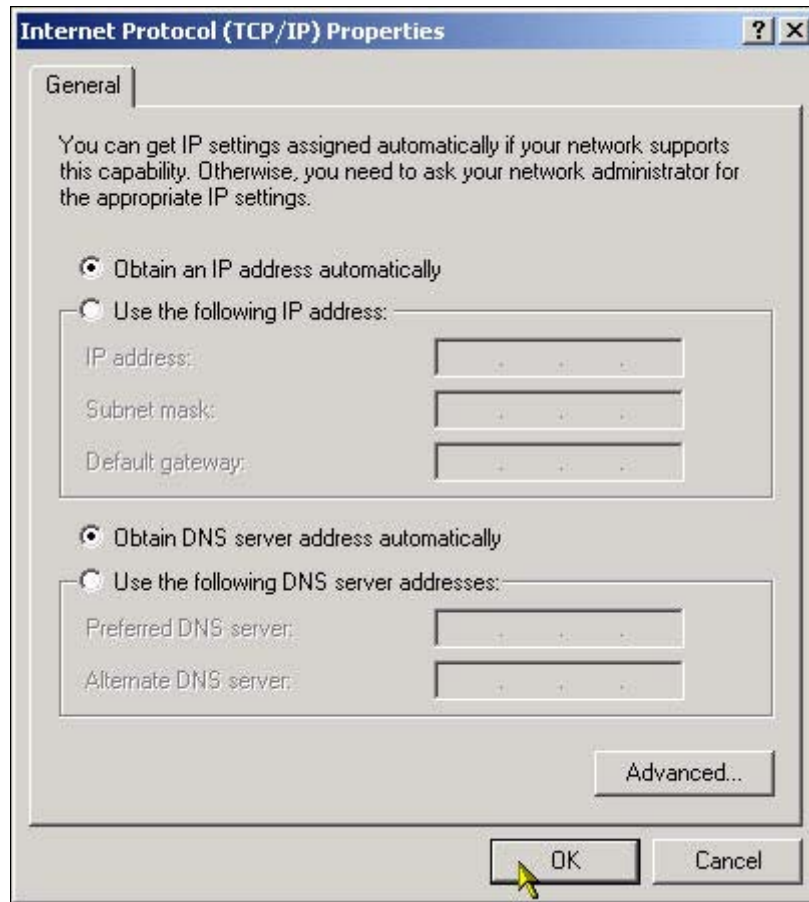 Internet Protocol (TCP/IP) Properties
General
You can get IP settings assigned automatically if your network supports
this capability. Otherwise, you need to ask your network administrator for
the appropriate IP settings.
Obtain an IP address automatically
Use the following IP address:
IP address:
Subnet mask:
Default gateway:
Obtain DNS server address automatically
Use the following DNS server addresses:
Preferred DNS server:
Alternate DNS server:
Advanced...
OK Cancel